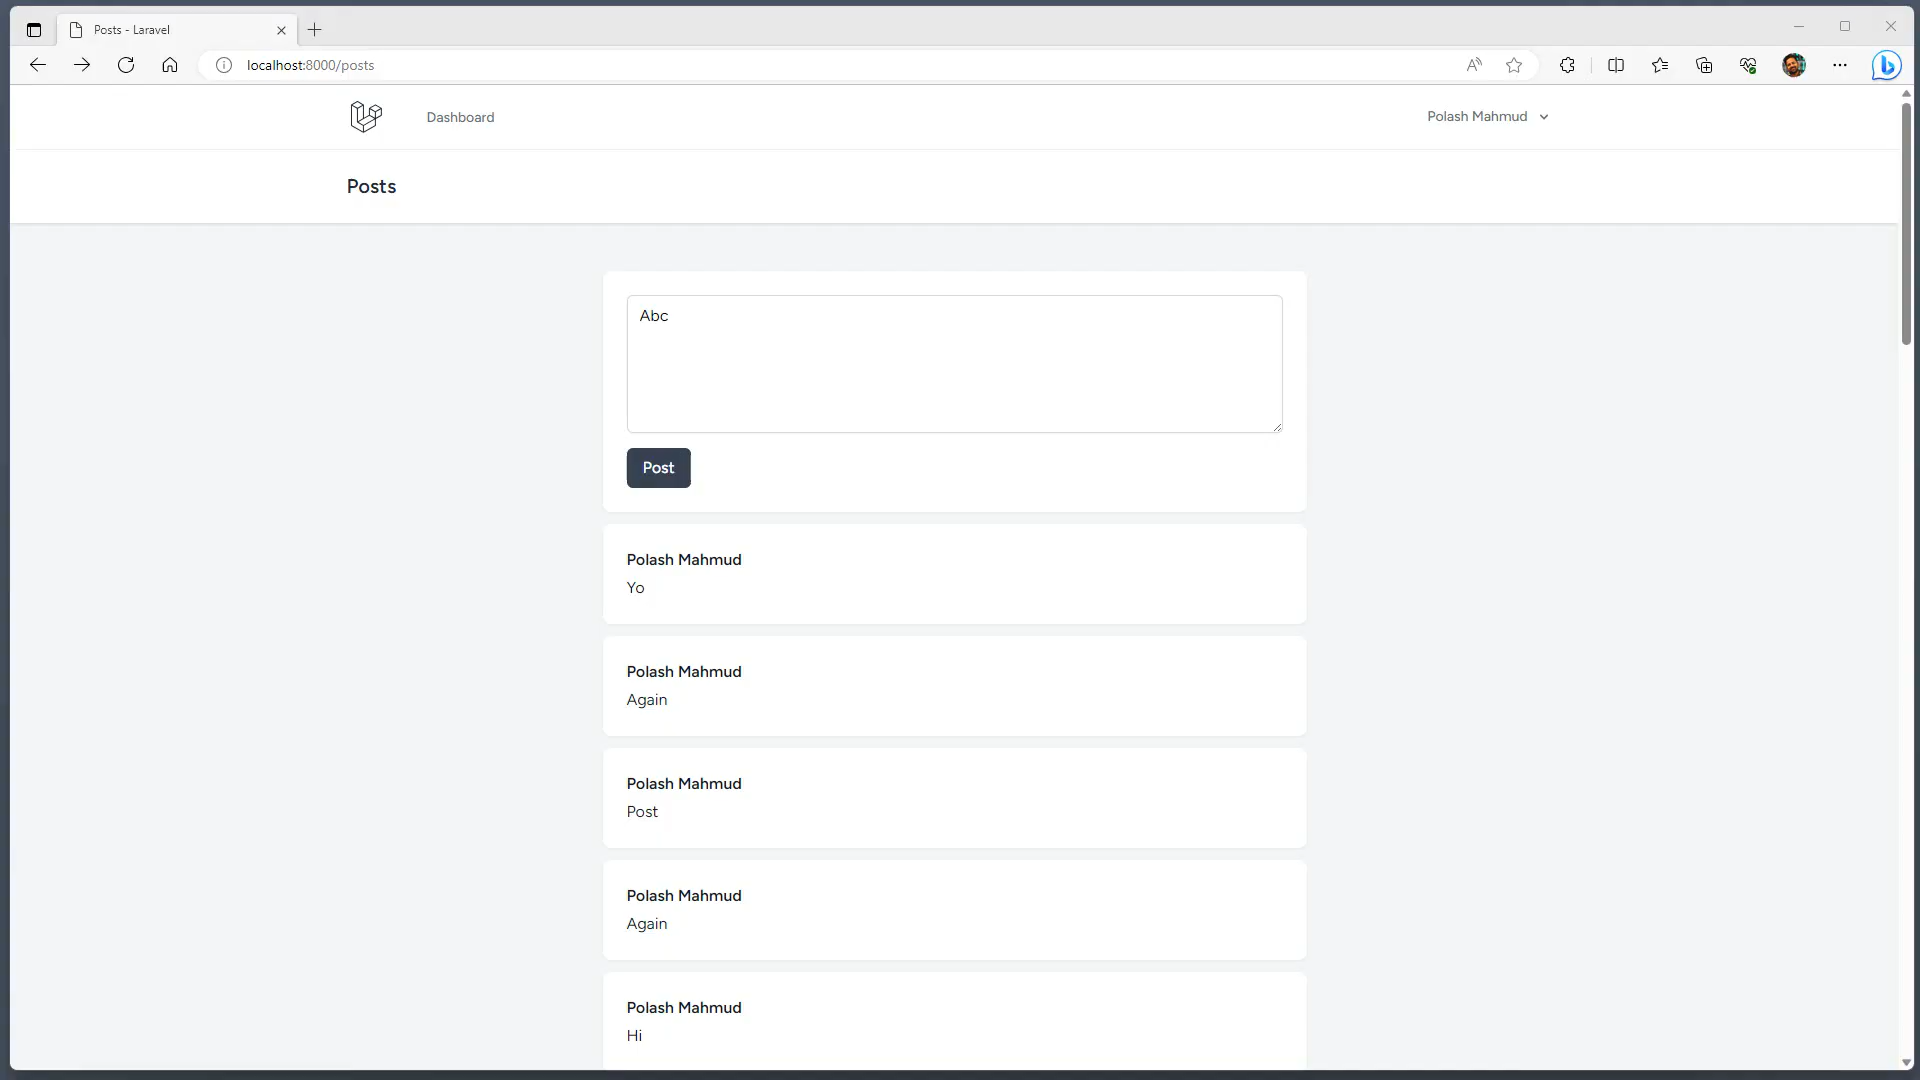 Posts - Laravel
localhost:8000/posts
Dashboard
Polash Mahmud
Posts
Abc
Post
Polash Mahmud
Yo
Polash Mahmud
Again
Polash Mahmud
Post
Polash Mahmud
Again
Polash Mahmud
Hi